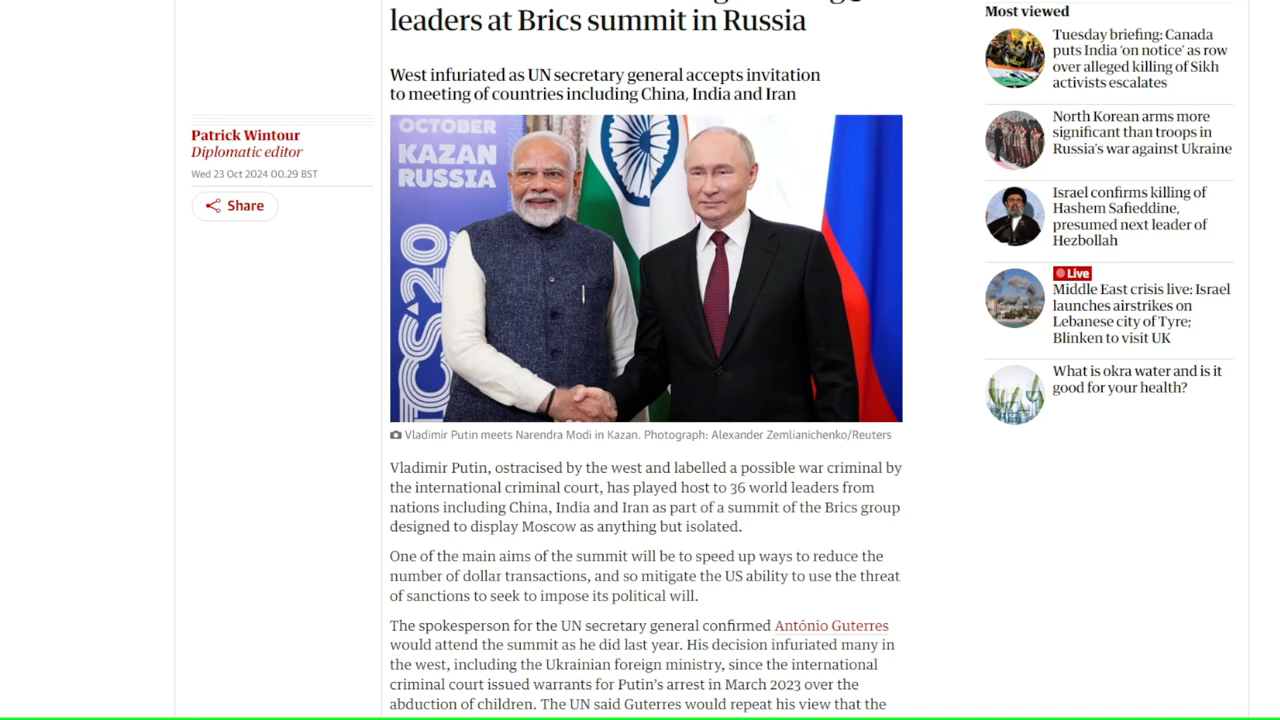 leaders at Brics summit in Russia
West infuriated as UN secretary general accepts invitation
to meeting of countries including China, India and Iran
Patrick Wintour
Diplomatic editor
Wed 23 Oct 2024 00.29 BST
Share
OCTOBER
KAZAN
RUSSIA
ICS·20
Vladimir Putin meets Narendra Modi in Kazan. Photograph: Alexander Zemlianichenko/Reuters
Vladimir Putin, ostracised by the west and labelled a possible war criminal by
the international criminal court, has played host to 36 world leaders from
nations including China, India and Iran as part of a summit of the Brics group
designed to display Moscow as anything but isolated.
One of the main aims of the summit will be to speed up ways to reduce the
number of dollar transactions, and so mitigate the US ability to use the threat
of sanctions to seek to impose its political will.
The spokesperson for the UN secretary general confirmed António Guterres
would attend the summit as he did last year. His decision infuriated many in
the west, including the Ukrainian foreign ministry, since the international
criminal court issued warrants for Putin's arrest in March 2023 over the
abduction of children. The UN said Guterres would repeat his view that the
Most viewed
Tuesday briefing: Canada
puts India ‘on notice’ as row
over alleged killing of Sikh
activists escalates
North Korean arms more
significant than troops in
Russia's war against Ukraine
Israel confirms killing of
Hashem Safieddine,
presumed next leader of
Hezbollah
Live
Middle East crisis live: Israel
launches airstrikes on
Lebanese city of Tyre;
Blinken to visit UK
What is okra water and is it
good for your health?